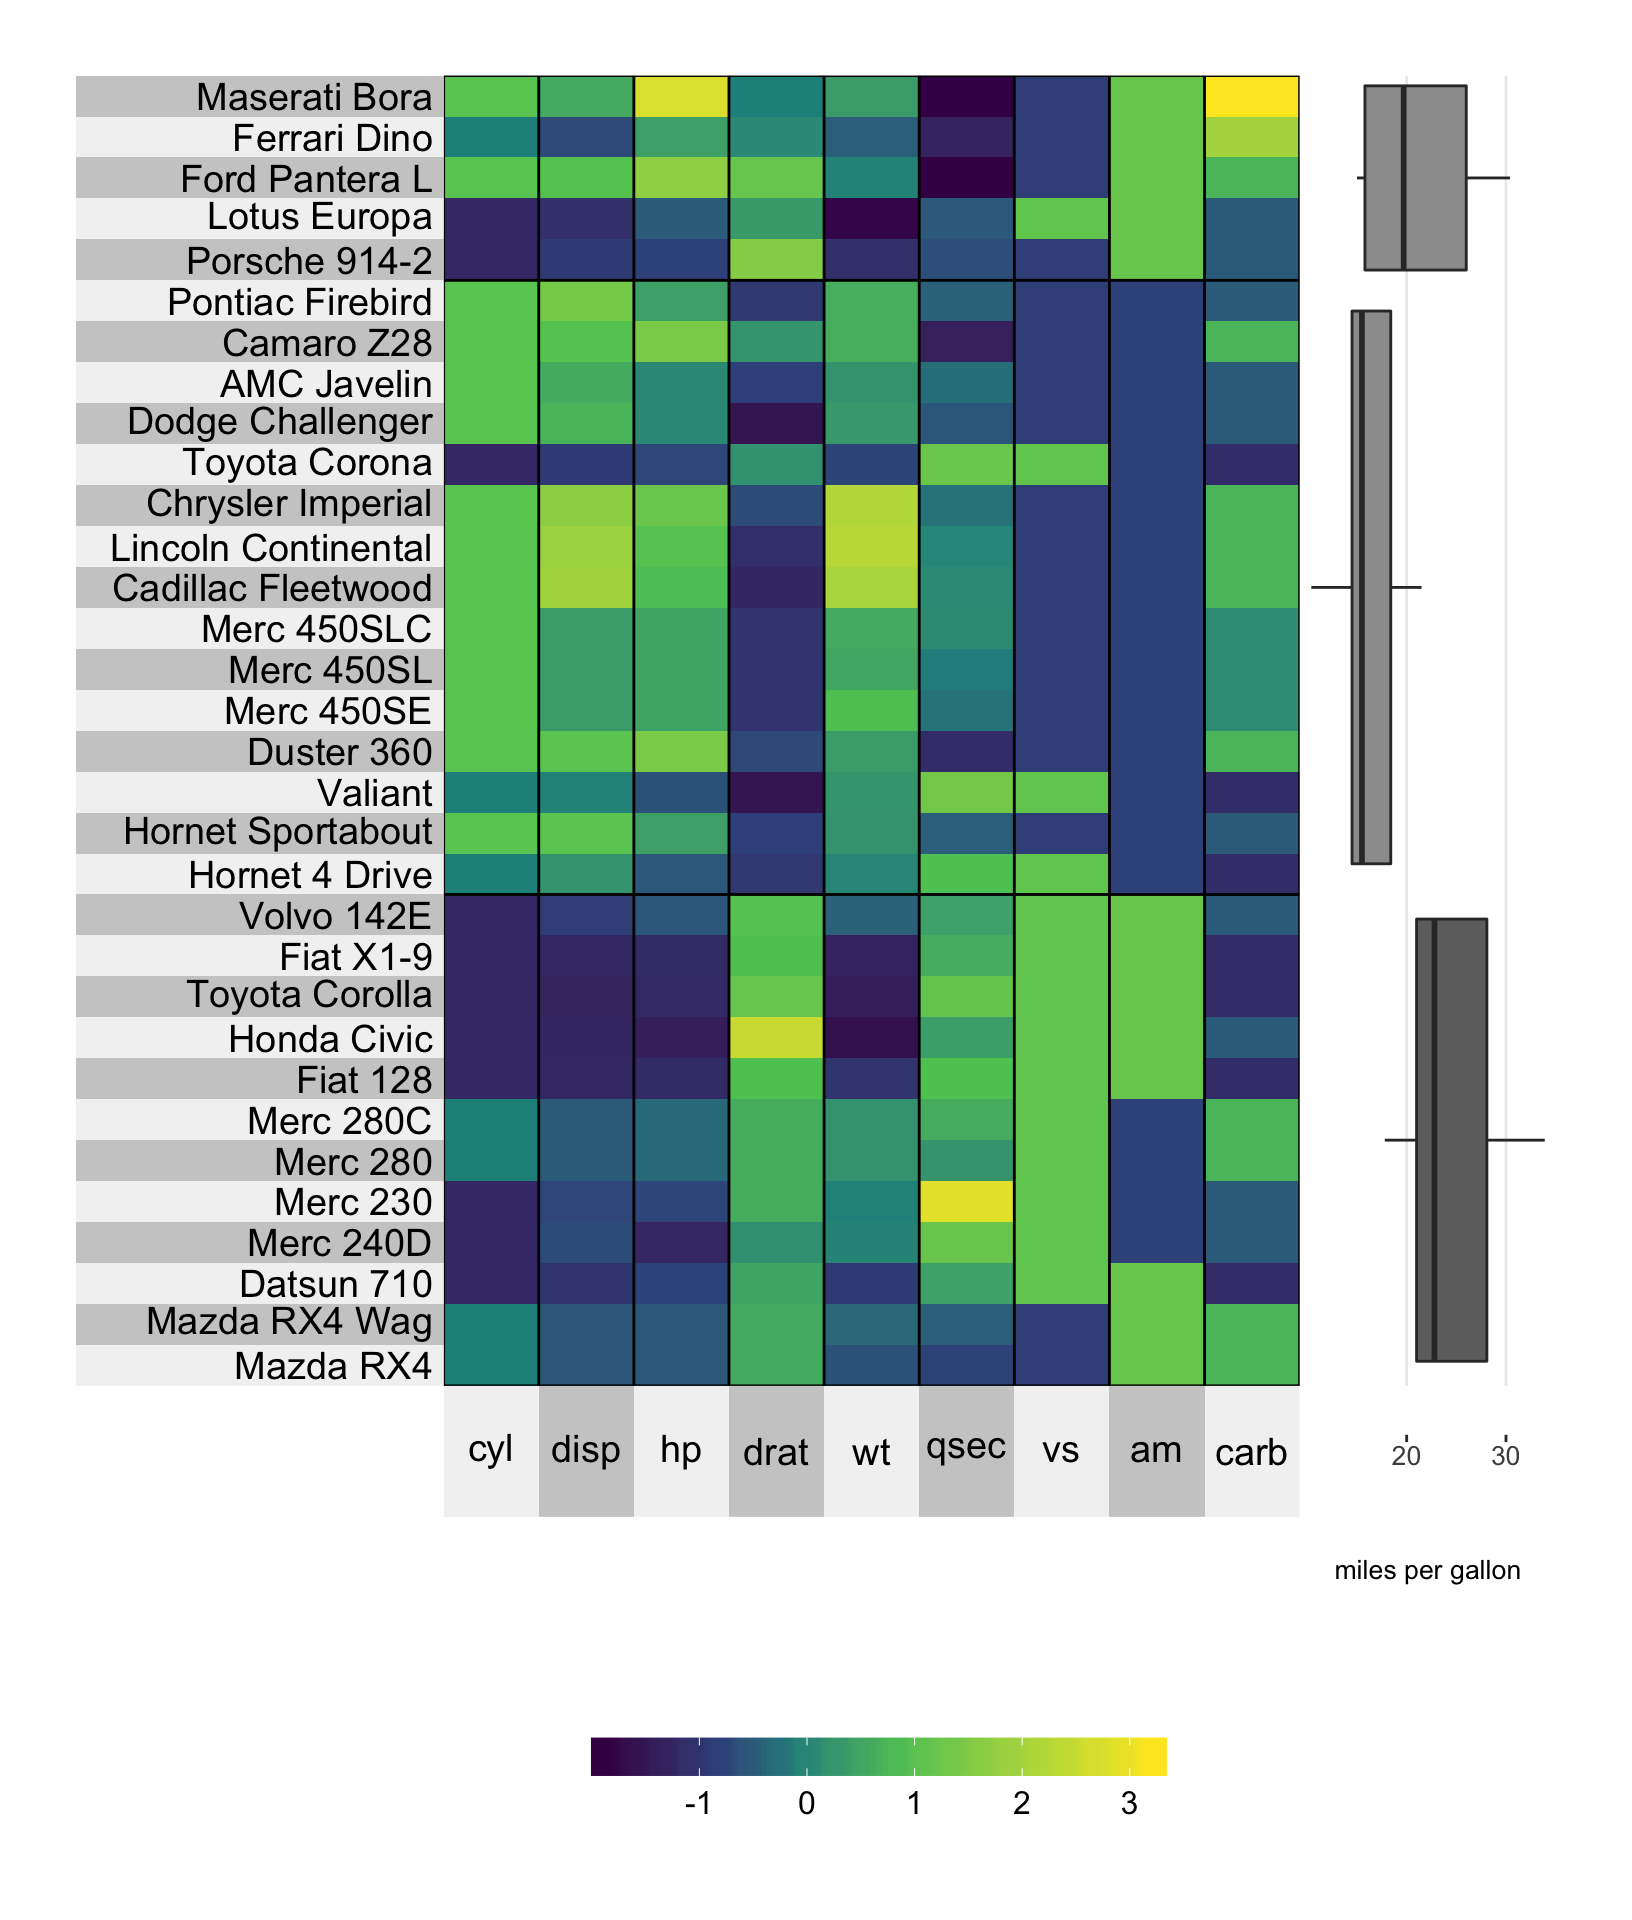 Maserati Bora
Ferrari Dino
Ford Pantera L
Lotus Europa
Porsche 914-2
Pontiac Firebird
Camaro Z28
AMC Javelin
Dodge Challenger
Toyota Corona
Chrysler Imperial
Lincoln Continental
Cadillac Fleetwood
Merc 450SLC
Merc 450SL
Merc 450SE
Duster 360
Valiant
Hornet Sportabout
Hornet 4 Drive
Volvo 142E
Fiat X1-9
Toyota Corolla
Honda Civic
Fiat 128
Merc 280C
Merc 280
Merc 230
Merc 240D
Datsun 710
Mazda RX4 Wag
Mazda RX4
cyl disp hp drat wt qsec vs am carb
20 30
miles per gallon
-1 0 1 2 3